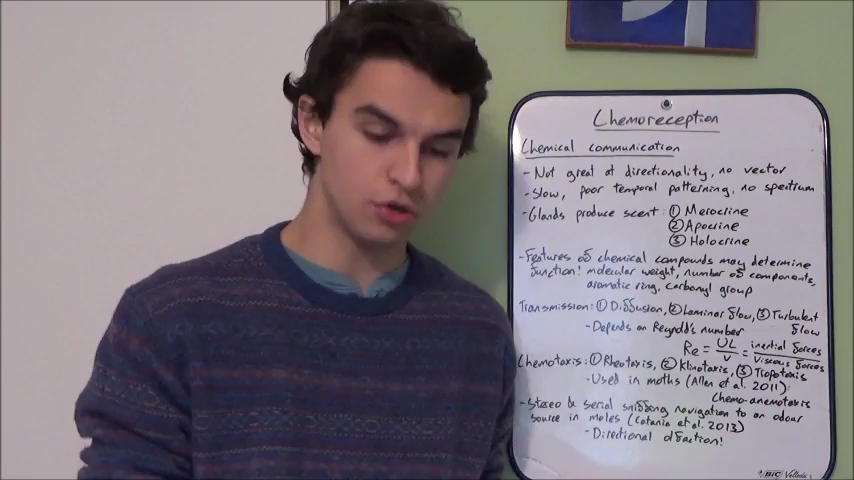 Chemoreception
Chemical communication
- Not great at directionality, no vector
- Slow, poor temporal patterning, no spectrum
- Glands produce scent: ① Merocrine
② Apocrine
③ Holocrine
- Features of chemical compounds may determine
function! molecular weight, number of components,
aromatic ring, carbonyl group
Transmission: ① Diffusion, ② Laminar flow, ③ Turbulent
flow
- Depends on Reynold's number
Re = UL/v = inertial forces/viscous forces
Chemotaxis: ① Rheotaxis, ② Klinotaxis, ③ Tropotaxis
- Used in moths (Allen et al. 2011):
chemo-anemotaxis
- Stereo & serial sniffing navigation to an odour
source in moles (Catania et al. 2013)
- Directional
BIC Velleda